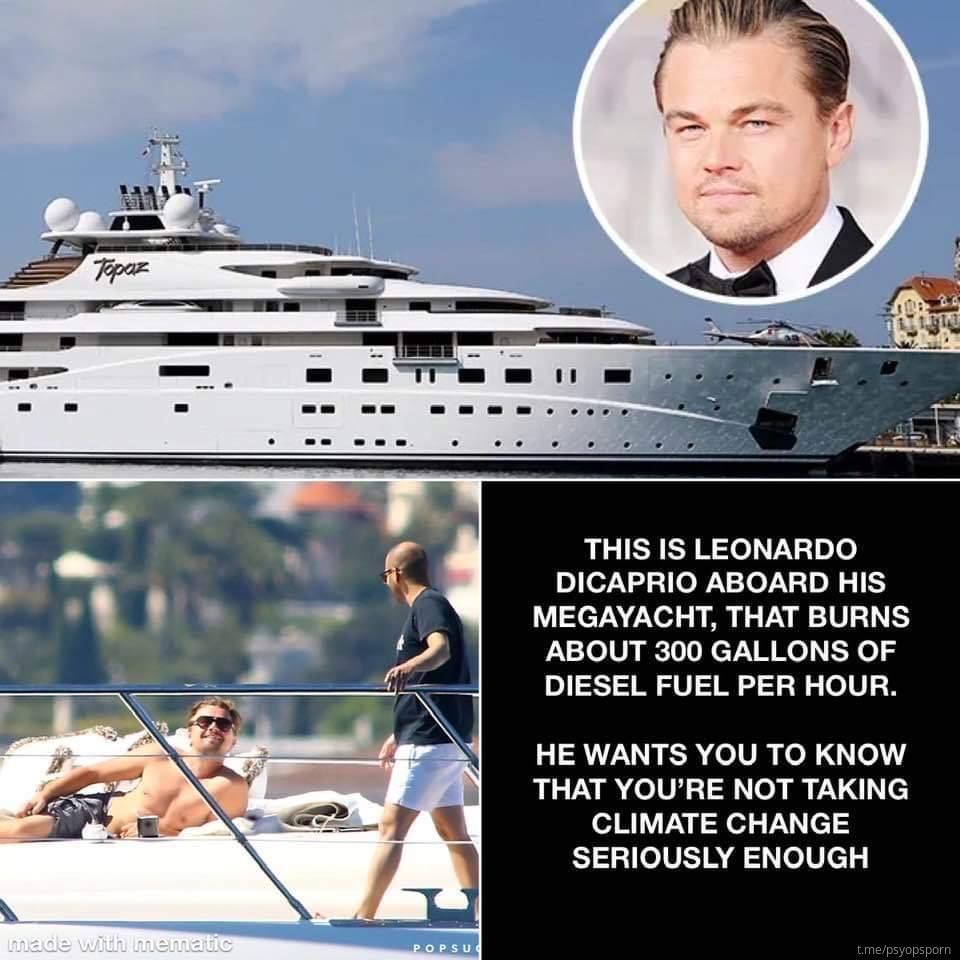 Topaz
THIS IS LEONARDO
DICAPRIO ABOARD HIS
MEGAYACHT, THAT BURNS
ABOUT 300 GALLONS OF
DIESEL FUEL PER HOUR.
HE WANTS YOU TO KNOW
THAT YOU'RE NOT TAKING
CLIMATE CHANGE
SERIOUSLY ENOUGH
made with mematic
POPSU
t.me/psyopsporn